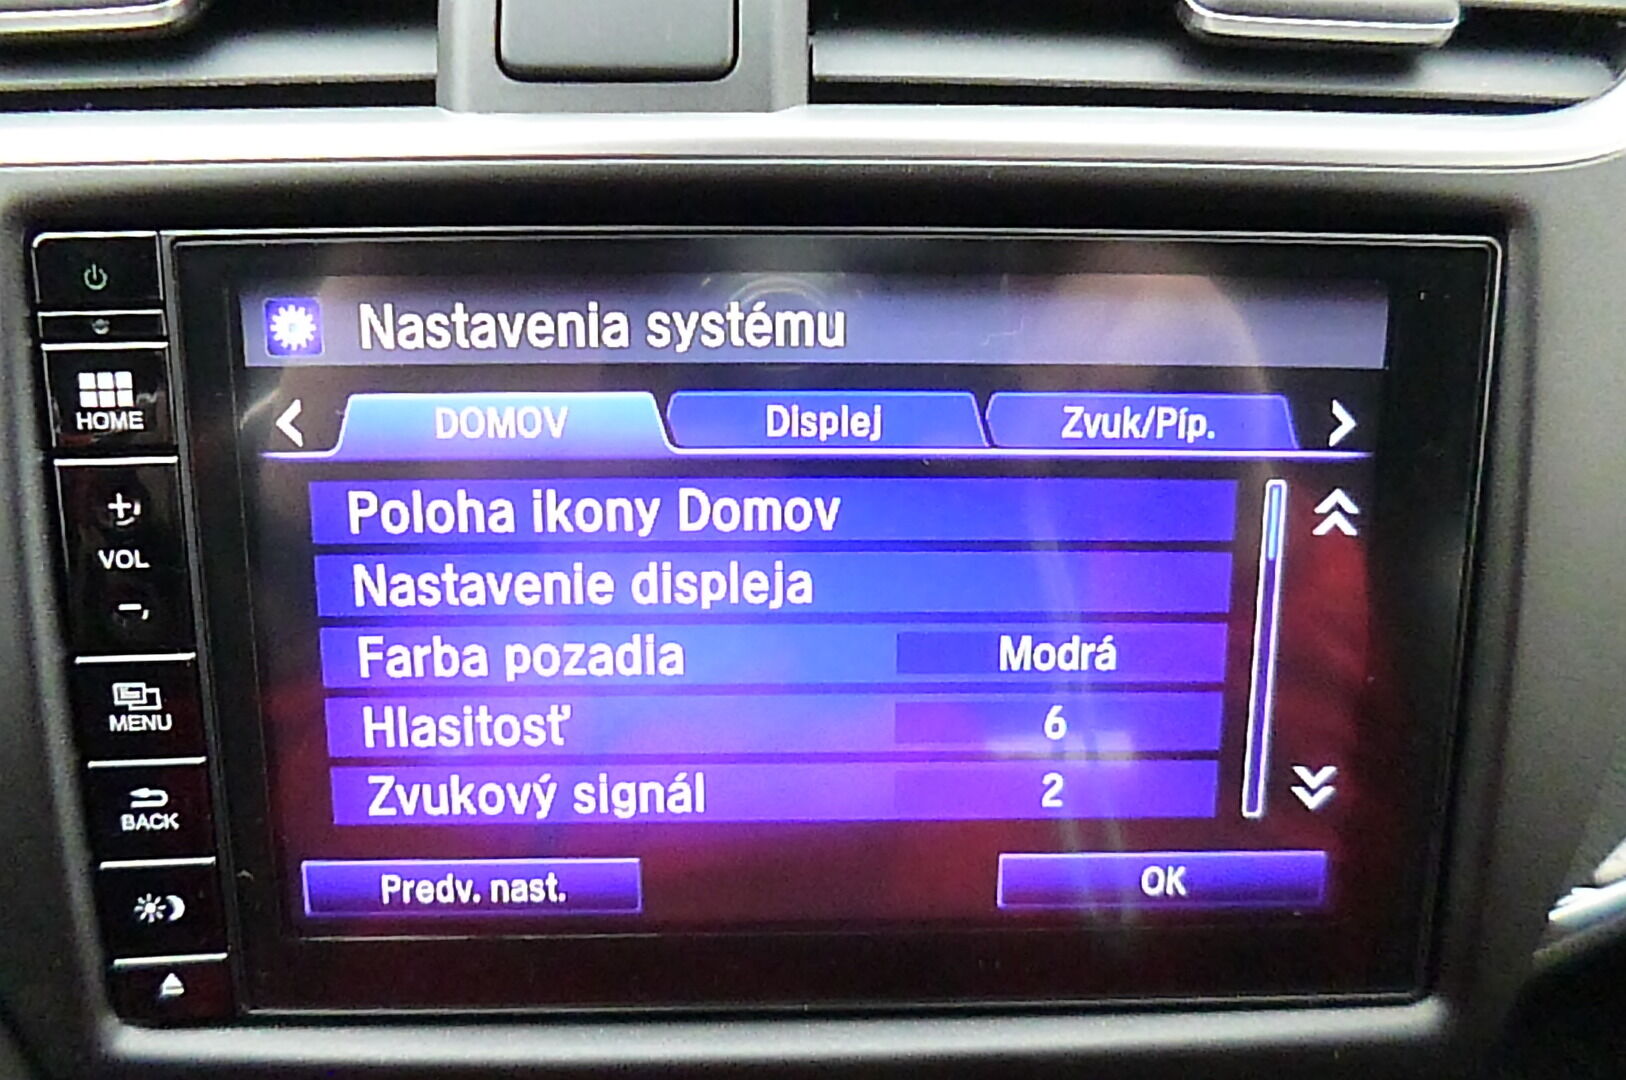 Nastavenia systému
DOMOV
Displej
Zvuk/Píp.
Poloha ikony Domov
Nastavenie displeja
Farba pozadia Modrá
Hlasitosť 6
Zvukový signál 2
Predv. nast.
OK
HOME
+
VOL
-
MENU
BACK